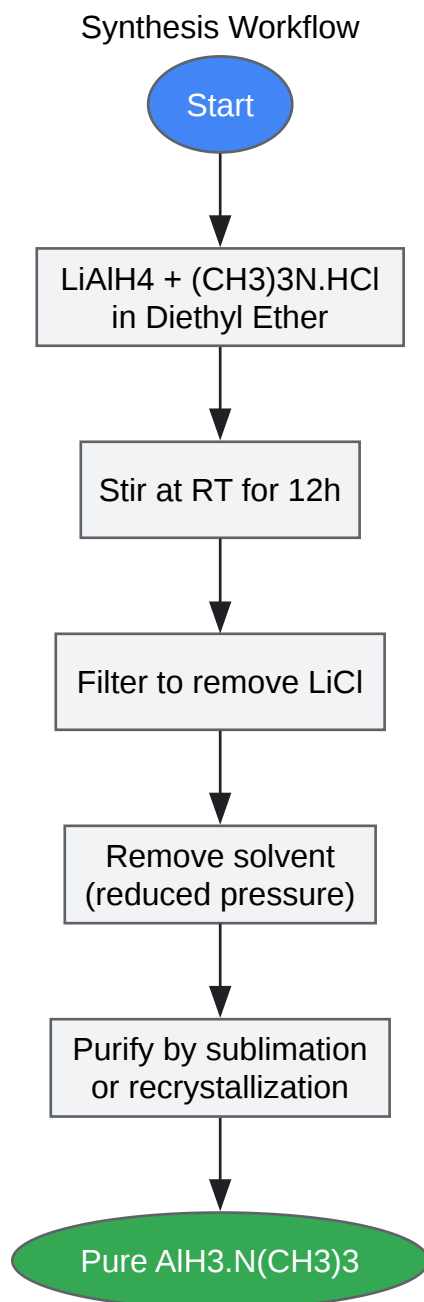 Synthesis Workflow
Start
LiAlH4 + (CH3)3N.HCl
in Diethyl Ether
Stir at RT for 12h
Filter to remove LiCl
Remove solvent
(reduced pressure)
Purify by sublimation
or recrystallization
Pure AlH3.N(CH3)3